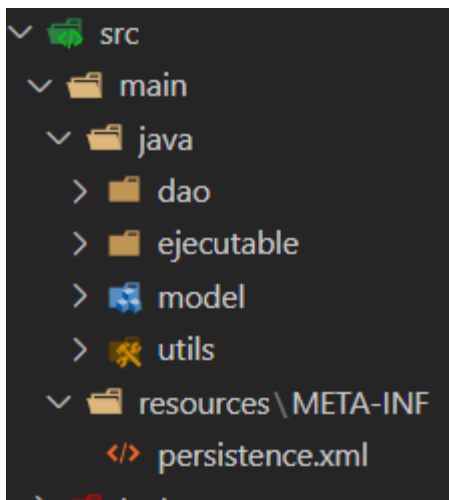 src
main
java
dao
ejecutable
model
utils
resources\META-INF
persistence.xml